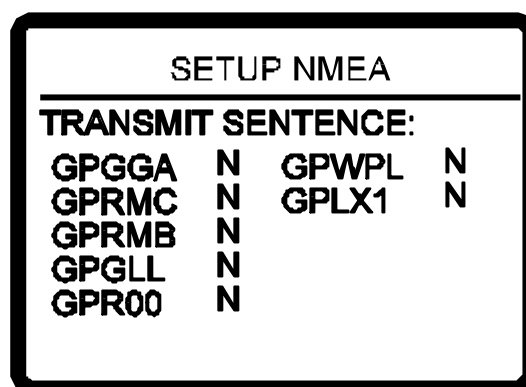 SETUP NMEA
TRANSMIT SENTENCE:
GPGGA N GPWPL N
GPRMC N GPLX1 N
GPRMB N
GPGLL N
GPR00 N